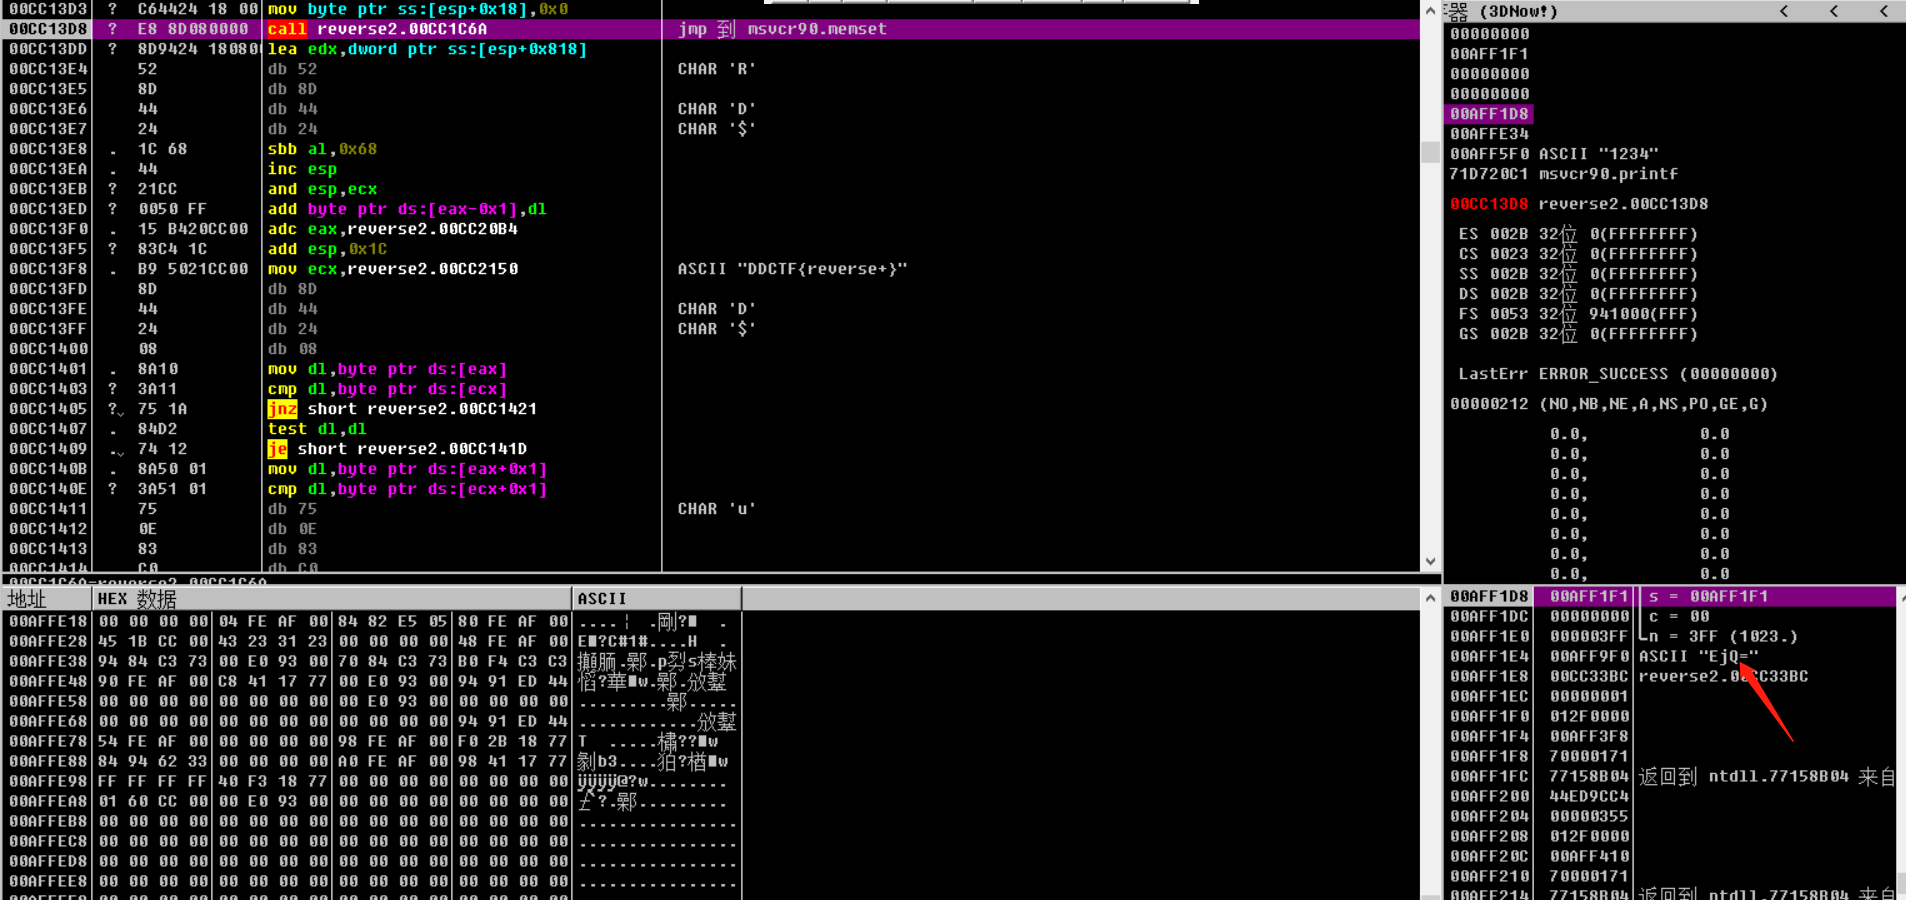 00CC13D3 ? C64424 18 00 mov byte ptr ss:[esp+0x18],0x0
00CC13D8 ? E8 8D080000 call reverse2.00CC1C6A jmp 到 msvcr90.memset
00CC13DD ? 8D9424 18080 lea edx,dword ptr ss:[esp+0x818]
00CC13E4 52 db 52 CHAR 'R'
00CC13E5 8D db 8D
00CC13E6 44 db 44 CHAR 'D'
00CC13E7 24 db 24 CHAR '$'
00CC13E8 . 1C 68 sbb al,0x68
00CC13EA . 44 inc esp
00CC13EB ? 21CC and esp,ecx
00CC13ED ? 0050 FF add byte ptr ds:[eax-0x1],dl
00CC13F0 . 15 B420CC00 adc eax,reverse2.00CC20B4
00CC13F5 ? 83C4 1C add esp,0x1C
00CC13F8 . B9 5021CC00 mov ecx,reverse2.00CC2150 ASCII "DDCTF{reverse+}"
00CC13FD 8D db 8D
00CC13FE 44 db 44 CHAR 'D'
00CC13FF 24 db 24 CHAR '$'
00CC1400 08 db 08
00CC1401 . 8A10 mov dl,byte ptr ds:[eax]
00CC1403 ? 3A11 cmp dl,byte ptr ds:[ecx]
00CC1405 ? 75 1A jnz short reverse2.00CC1421
00CC1407 . 84D2 test dl,dl
00CC1409 . 74 12 je short reverse2.00CC141D
00CC140B . 8A50 01 mov dl,byte ptr ds:[eax+0x1]
00CC140E ? 3A51 01 cmp dl,byte ptr ds:[ecx+0x1]
00CC1411 75 db 75 CHAR 'u'
00CC1412 0E db 0E
00CC1413 83 db 83
00CC1414 C0 db C0
00CC1C6A=reverse2.00CC1C6A
器 (3DNow!) < < <
00000000
00AFF1F1
00000000
00000000
00AFF1D8
00AFFE34
00AFF5F0 ASCII "1234"
71D720C1 msvcr90.printf
00CC13D8 reverse2.00CC13D8
ES 002B 32位 0(FFFFFFFF)
CS 0023 32位 0(FFFFFFFF)
SS 002B 32位 0(FFFFFFFF)
DS 002B 32位 0(FFFFFFFF)
FS 0053 32位 941000(FFF)
GS 002B 32位 0(FFFFFFFF)
LastErr ERROR_SUCCESS (00000000)
00000212 (NO,NB,NE,A,NS,PO,GE,G)
0.0, 0.0
0.0, 0.0
0.0, 0.0
0.0, 0.0
0.0, 0.0
0.0, 0.0
0.0, 0.0
0.0, 0.0
地址 HEX 数据 ASCII
00AFFE18 00 00 00 00 04 FE AF 00 84 82 E5 05 80 FE AF 00
00AFFE28 45 1B CC 00 43 23 31 23 00 00 00 00 48 FE AF 00 E■?C#1#....H .
00AFFE38 94 84 C3 73 00 E0 93 00 70 84 C3 73 B0 F4 C3 C3
00AFFE48 90 FE AF 00 C8 41 17 77 00 E0 93 00 94 91 ED 44
00AFFE58 00 00 00 00 00 00 00 00 00 E0 93 00 00 00 00 00
00AFFE68 00 00 00 00 00 00 00 00 00 00 00 00 94 91 ED 44
00AFFE78 54 FE AF 00 00 00 00 00 98 FE AF 00 F0 2B 18 77
00AFFE88 84 94 62 33 00 00 00 00 A0 FE AF 00 98 41 17 77
00AFFE98 FF FF FF FF 40 F3 18 77 00 00 00 00 00 00 00 00 ÿÿÿÿ@?w........
00AFFEA8 01 60 CC 00 00 E0 93 00 00 00 00 00 00 00 00 00
00AFFEB8 00 00 00 00 00 00 00 00 00 00 00 00 00 00 00 00 ................
00AFFEC8 00 00 00 00 00 00 00 00 00 00 00 00 00 00 00 00 ................
00AFFED8 00 00 00 00 00 00 00 00 00 00 00 00 00 00 00 00 ................
00AFFEE8 00 00 00 00 00 00 00 00 00 00 00 00 00 00 00 00 ................
00AFF1D8 00AFF1F1 s = 00AFF1F1
00AFF1DC 00000000 c = 00
00AFF1E0 000003FF n = 3FF (1023.)
00AFF1E4 00AFF9F0 ASCII "EjQ="
00AFF1E8 00CC33BC reverse2.00CC33BC
00AFF1EC 00000001
00AFF1F0 012F0000
00AFF1F4 00AFF3F8
00AFF1F8 70000171
00AFF1FC 77158B04 返回到 ntdll.77158B04 来自
00AFF200 44ED9CC4
00AFF204 00000355
00AFF208 012F0000
00AFF20C 00AFF410
00AFF210 70000171
00AFF214 77158B04 返回到 ntdll.77158B04 来自